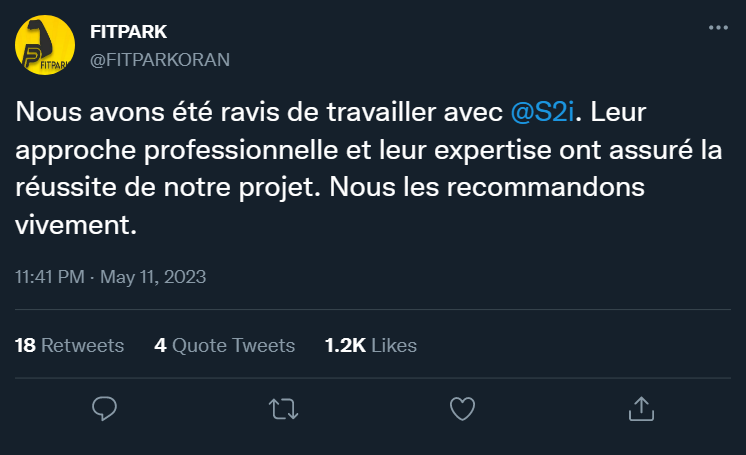 FITPARK
@FITPARKORAN
FITPARK
Nous avons été ravis de travailler avec @S2i. Leur
approche professionnelle et leur expertise ont assuré la
réussite de notre projet. Nous les recommandons
vivement.
11:41 PM · May 11, 2023
18 Retweets 4 Quote Tweets 1.2K Likes